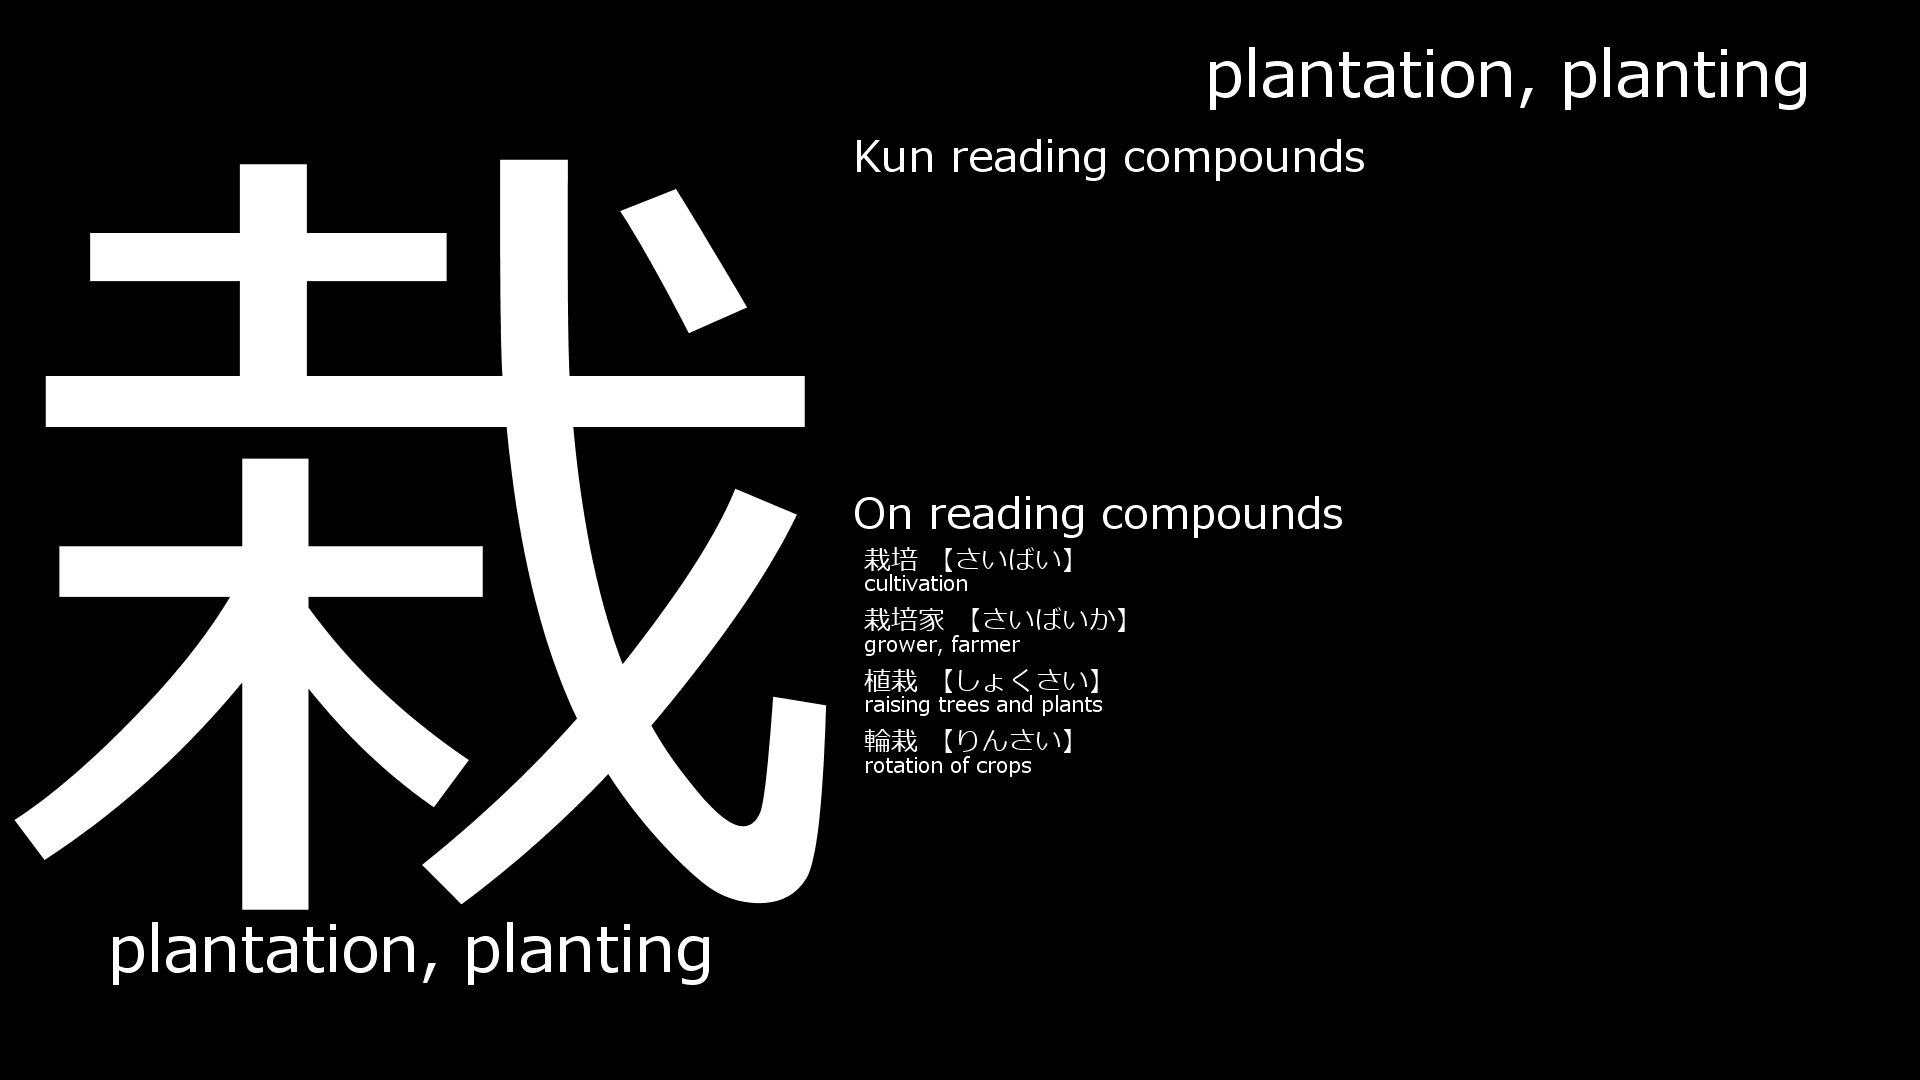 plantation, planting
栽
plantation, planting
Kun reading compounds
On reading compounds
栽培 【さいばい】
cultivation
栽培家 【さいばいか】
grower, farmer
植栽 【しょくさい】
raising trees and plants
輪栽 【りんさい】
rotation of crops